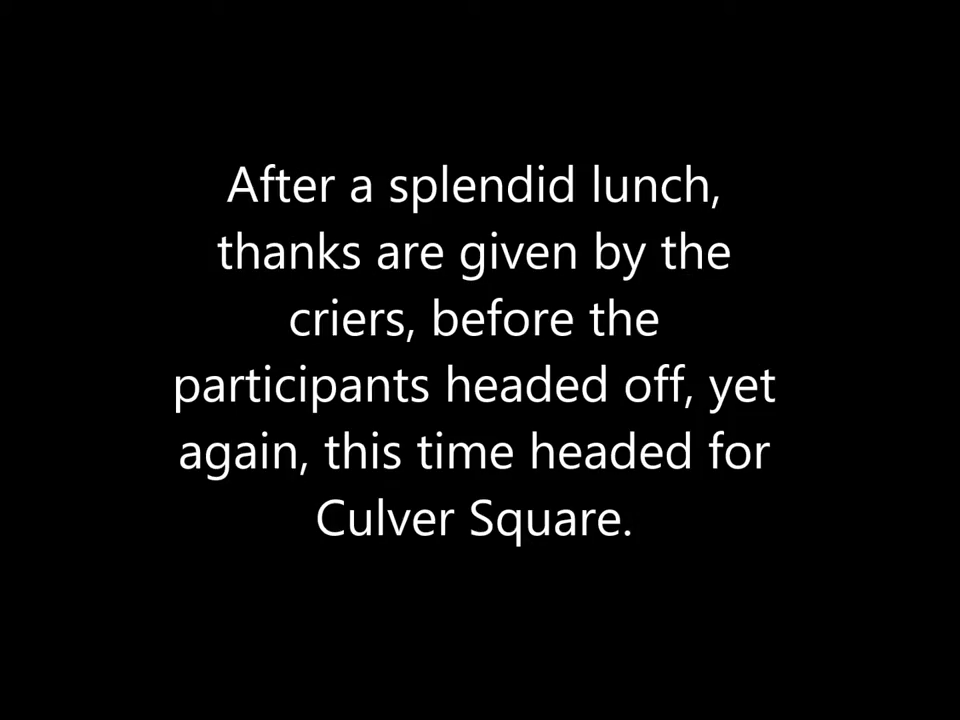 After a splendid lunch,
thanks are given by the
criers, before the
participants headed off, yet
again, this time headed for
Culver Square.